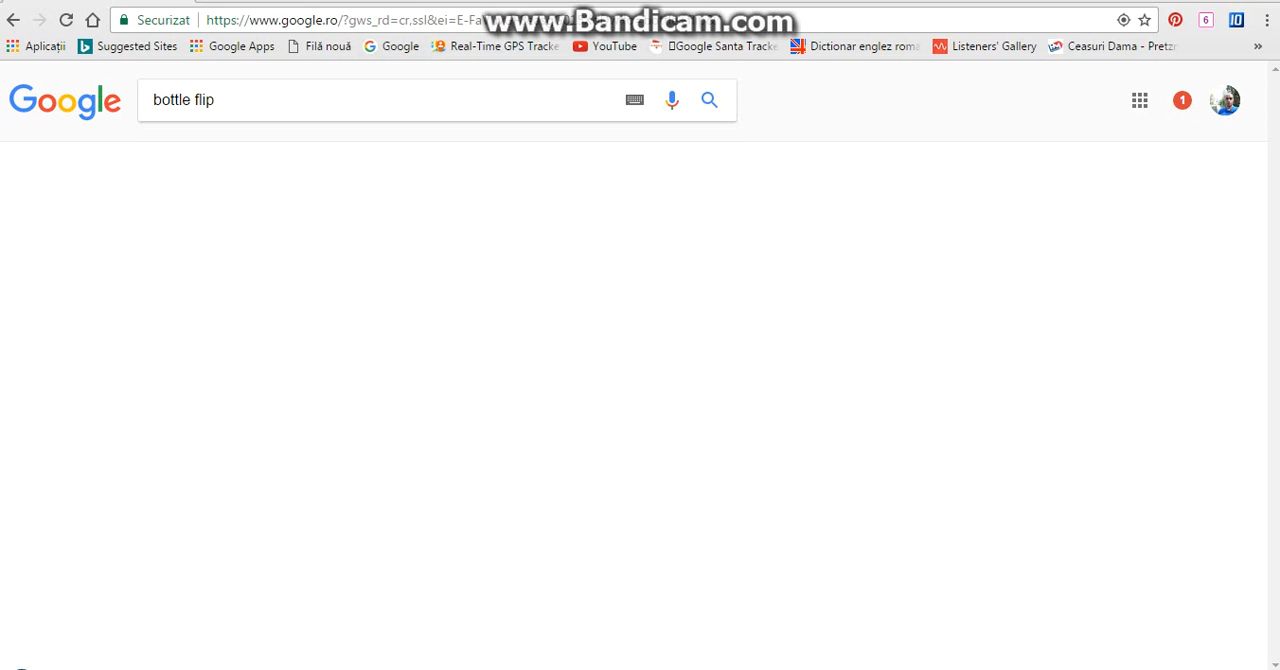 Securizat https://www.google.ro/?gws_rd=cr,ssl&ei=E-Fa www.Bandicam.com 6
Aplicații Suggested Sites Google Apps Filă nouă Google Real-Time GPS Tracke YouTube Google Santa Tracke Dictionar englez roma Listeners' Gallery Ceasuri Dama - Pretzr »
Google bottle flip 1